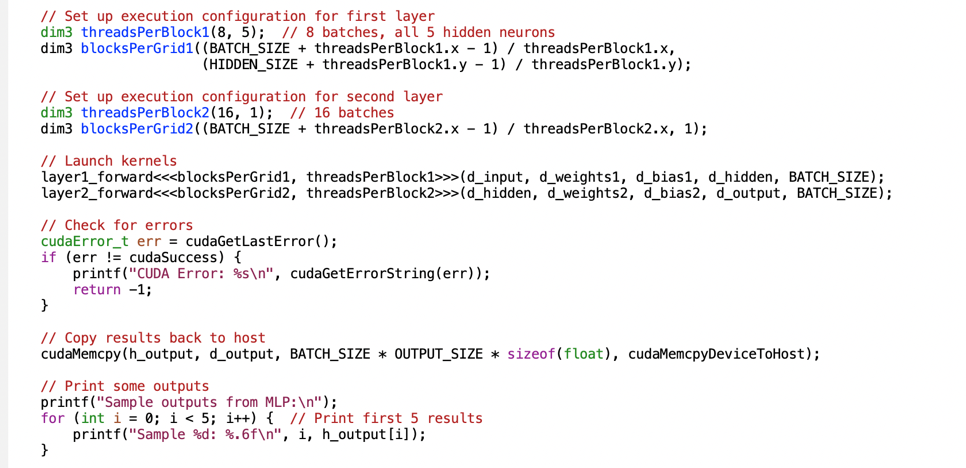 // Set up execution configuration for first layer
dim3 threadsPerBlock1(8, 5);  // 8 batches, all 5 hidden neurons
dim3 blocksPerGrid1((BATCH_SIZE + threadsPerBlock1.x - 1) / threadsPerBlock1.x,
                    (HIDDEN_SIZE + threadsPerBlock1.y - 1) / threadsPerBlock1.y);

// Set up execution configuration for second layer
dim3 threadsPerBlock2(16, 1);  // 16 batches
dim3 blocksPerGrid2((BATCH_SIZE + threadsPerBlock2.x - 1) / threadsPerBlock2.x, 1);

// Launch kernels
layer1_forward<<<blocksPerGrid1, threadsPerBlock1>>>(d_input, d_weights1, d_bias1, d_hidden, BATCH_SIZE);
layer2_forward<<<blocksPerGrid2, threadsPerBlock2>>>(d_hidden, d_weights2, d_bias2, d_output, BATCH_SIZE);

// Check for errors
cudaError_t err = cudaGetLastError();
if (err != cudaSuccess) {
    printf("CUDA Error: %s\n", cudaGetErrorString(err));
    return -1;
}

// Copy results back to host
cudaMemcpy(h_output, d_output, BATCH_SIZE * OUTPUT_SIZE * sizeof(float), cudaMemcpyDeviceToHost);

// Print some outputs
printf("Sample outputs from MLP:\n");
for (int i = 0; i < 5; i++) {  // Print first 5 results
    printf("Sample %d: %.6f\n", i, h_output[i]);
}